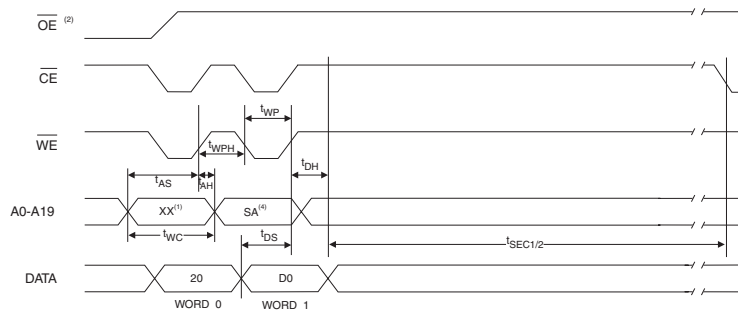 OE (2)
CE
tWP
WE
tWPH
tDH
tAS
tAH
A0-A19
XX(1)
SA(4)
tWC
tDS
tSEC1/2
DATA
20
D0
WORD 0
WORD 1